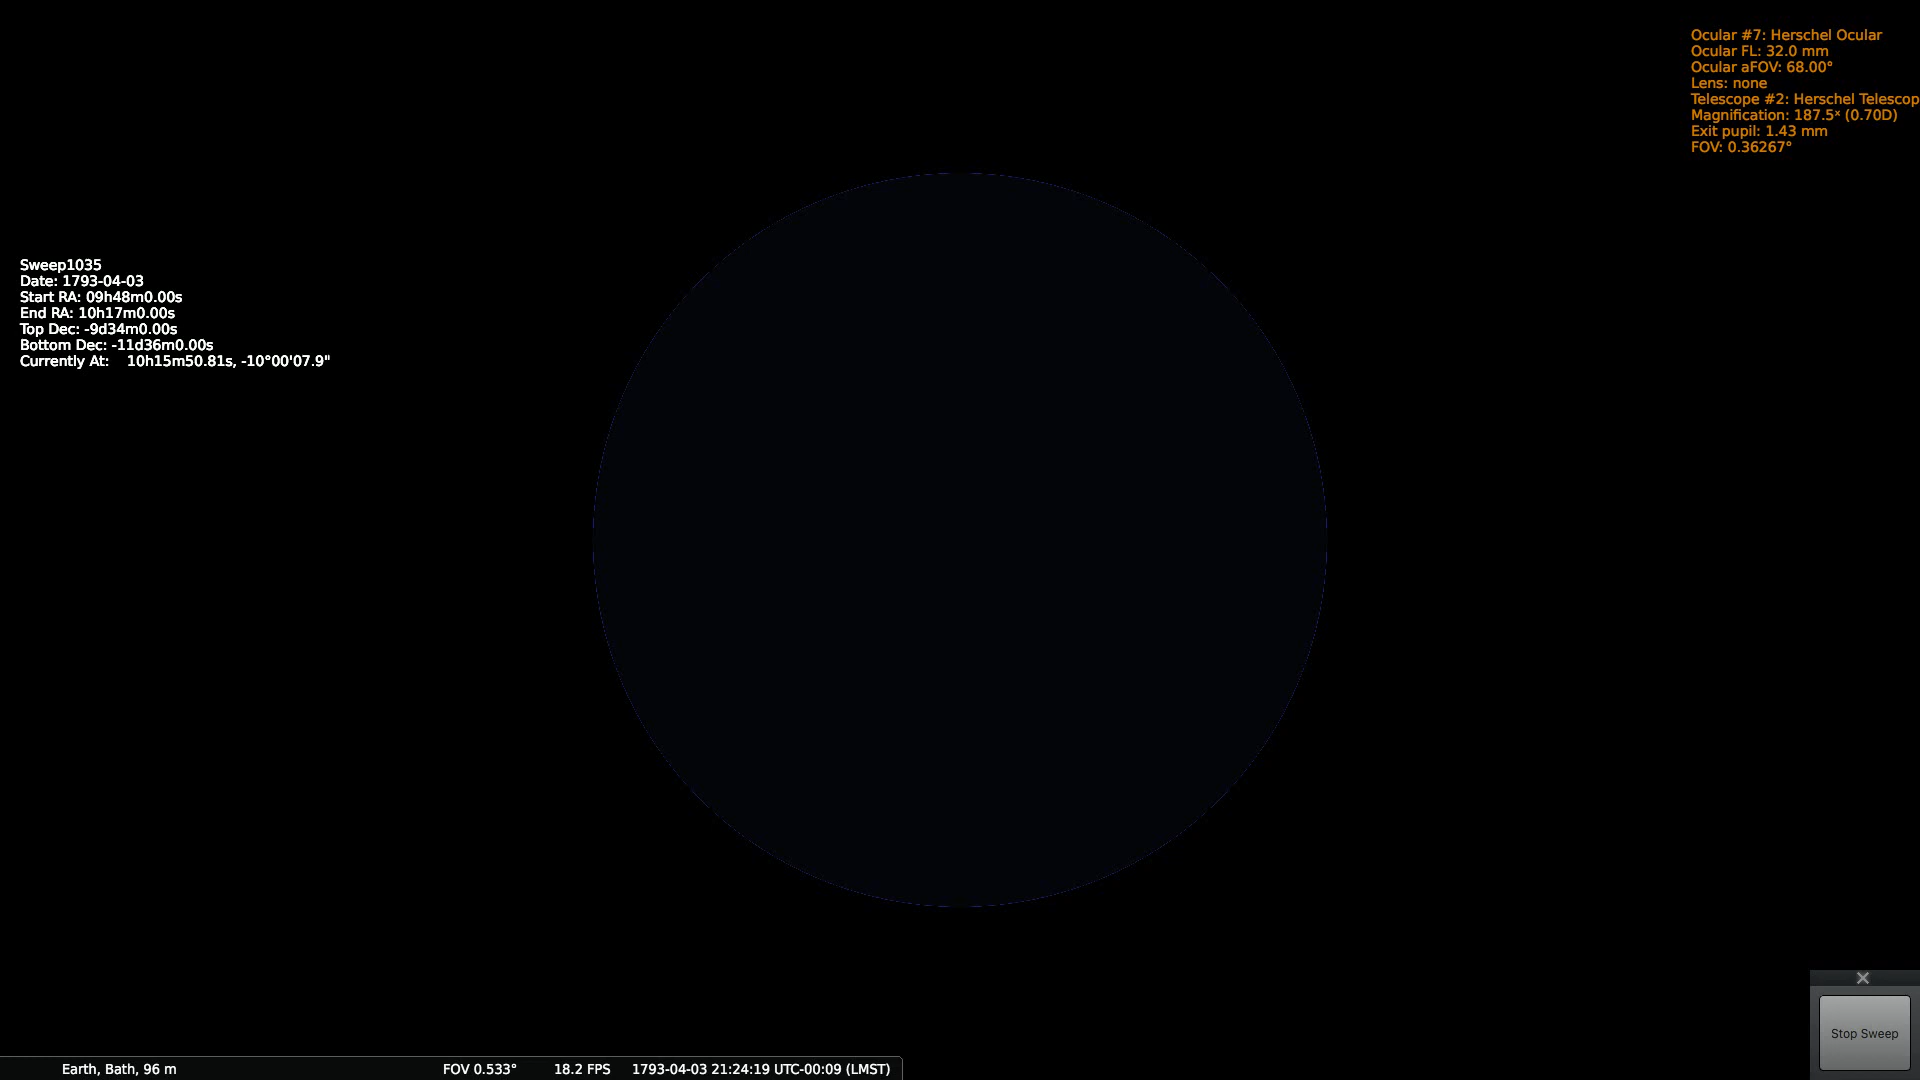 Ocular #7: Herschel Ocular
Ocular FL: 32.0 mm
Ocular aFOV: 68.00°
Lens: none
Telescope #2: Herschel Telescop
Magnification: 187.5ˣ (0.70D)
Exit pupil: 1.43 mm
FOV: 0.36267°
Sweep1035
Date: 1793-04-03
Start RA: 09h48m0.00s
End RA: 10h17m0.00s
Top Dec: -9d34m0.00s
Bottom Dec: -11d36m0.00s
Currently At: 10h15m50.81s, -10°00'07.9"
Stop Sweep
Earth, Bath, 96 m FOV 0.533° 18.2 FPS 1793-04-03 21:24:19 UTC-00:09 (LMST)